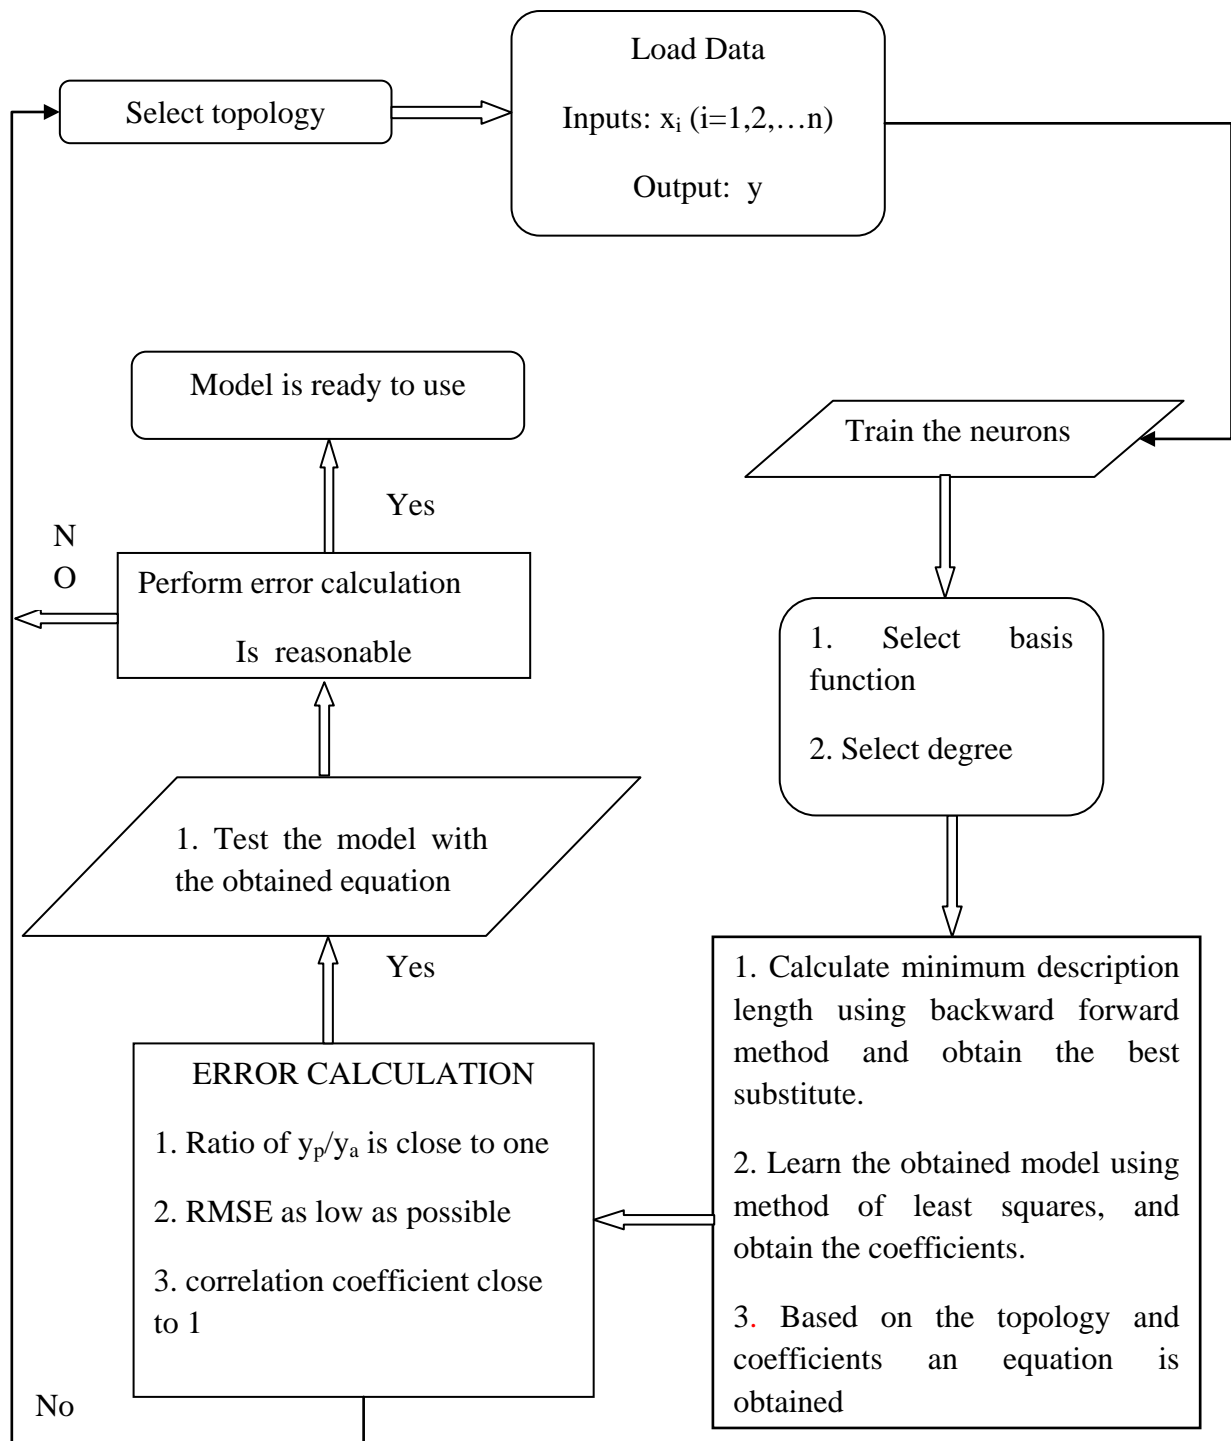 Select topology
Load Data
Inputs: xi (i=1,2,…n)
Output: y
Train the neurons
1. Select basis
function
2. Select degree
1. Calculate minimum description
length using backward forward
method and obtain the best
substitute.
2. Learn the obtained model using
method of least squares, and
obtain the coefficients.
3. Based on the topology and
coefficients an equation is
obtained
ERROR CALCULATION
1. Ratio of yp/ya is close to one
2. RMSE as low as possible
3. correlation coefficient close
to 1
No
Yes
1. Test the model with
the obtained equation
Perform error calculation
Is reasonable
N
O
Yes
Model is ready to use